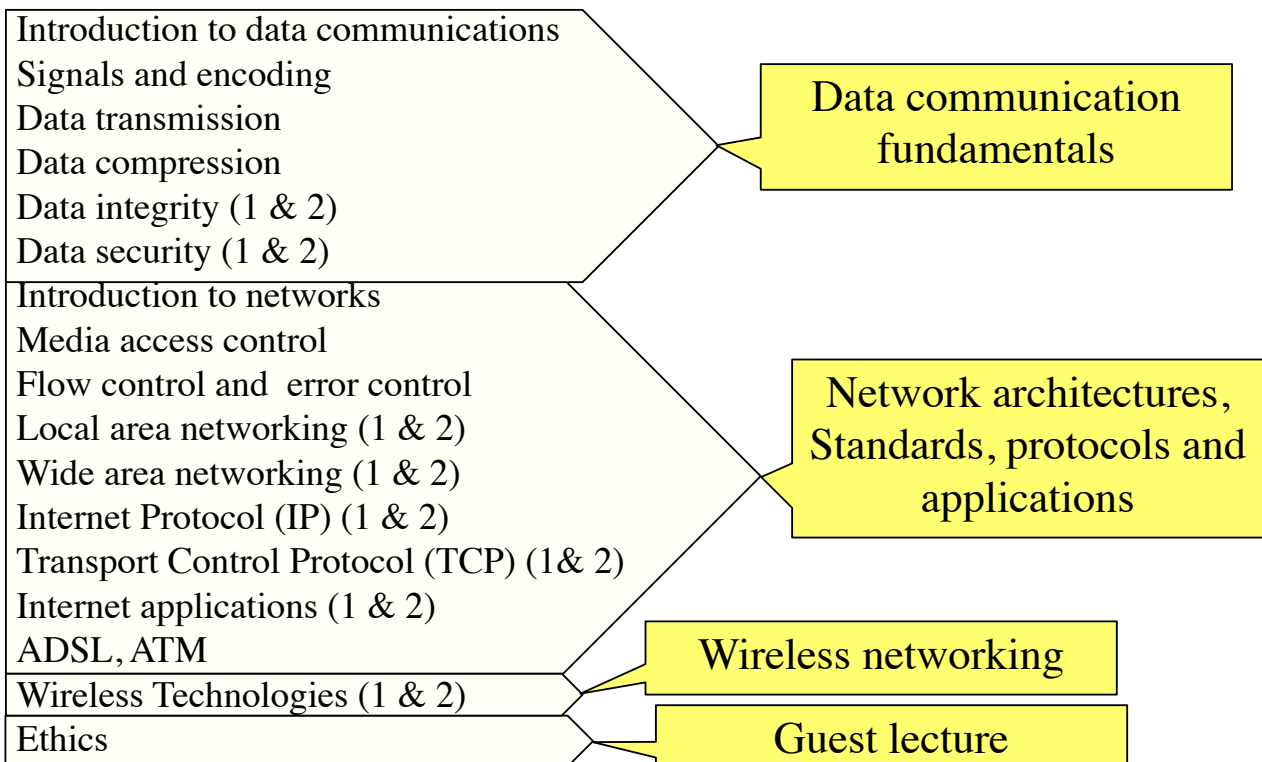 Introduction to data communications
Signals and encoding
Data transmission
Data compression
Data integrity (1 & 2)
Data security (1 & 2)
Data communication
fundamentals
Introduction to networks
Media access control
Flow control and error control
Local area networking (1 & 2)
Wide area networking (1 & 2)
Internet Protocol (IP) (1 & 2)
Transport Control Protocol (TCP) (1& 2)
Internet applications (1 & 2)
ADSL, ATM
Network architectures,
Standards, protocols and
applications
Wireless Technologies (1 & 2)
Wireless networking
Ethics
Guest lecture